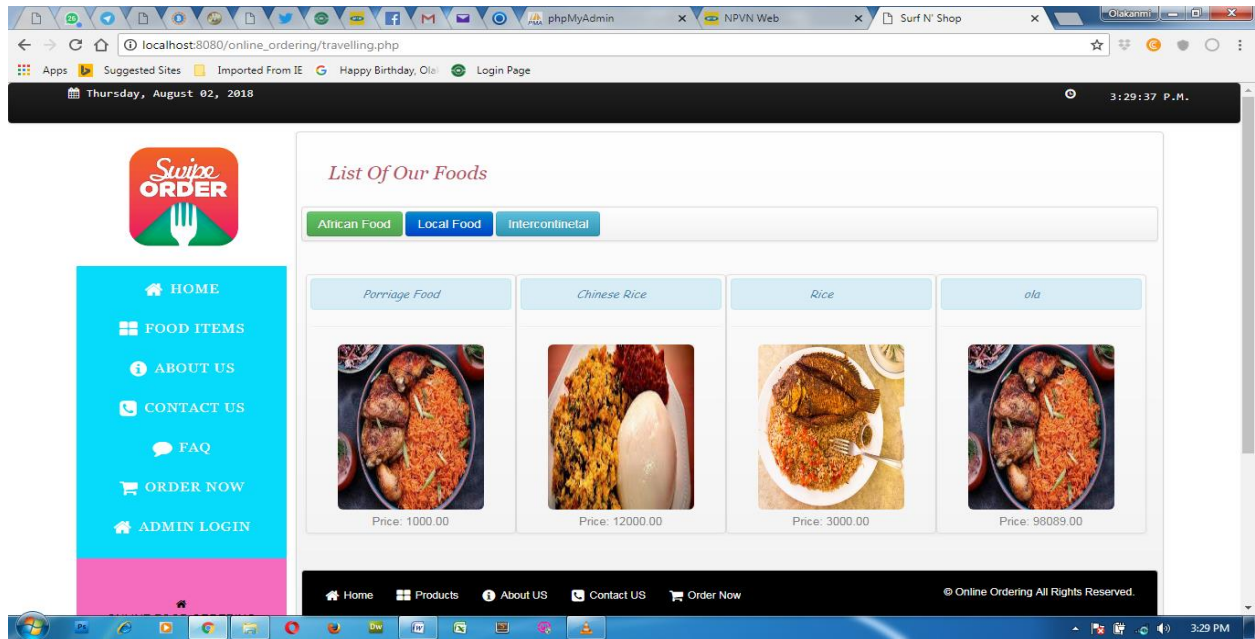 phpMyAdmin
NPVN Web
Surf N' Shop
Olakanmi
localhost:8080/online_ordering/travelling.php
Apps
Suggested Sites
Imported From IE
Happy Birthday, Ola
Login Page
Thursday, August 02, 2018
3:29:37 P.M.
Swipe
ORDER
HOME
FOOD ITEMS
ABOUT US
CONTACT US
FAQ
ORDER NOW
ADMIN LOGIN
List Of Our Foods
African Food
Local Food
Intercontinetal
Porriage Food
Chinese Rice
Rice
ola
Price: 1000.00
Price: 12000.00
Price: 3000.00
Price: 98089.00
Home
Products
About US
Contact US
Order Now
© Online Ordering All Rights Reserved.
3:29 PM